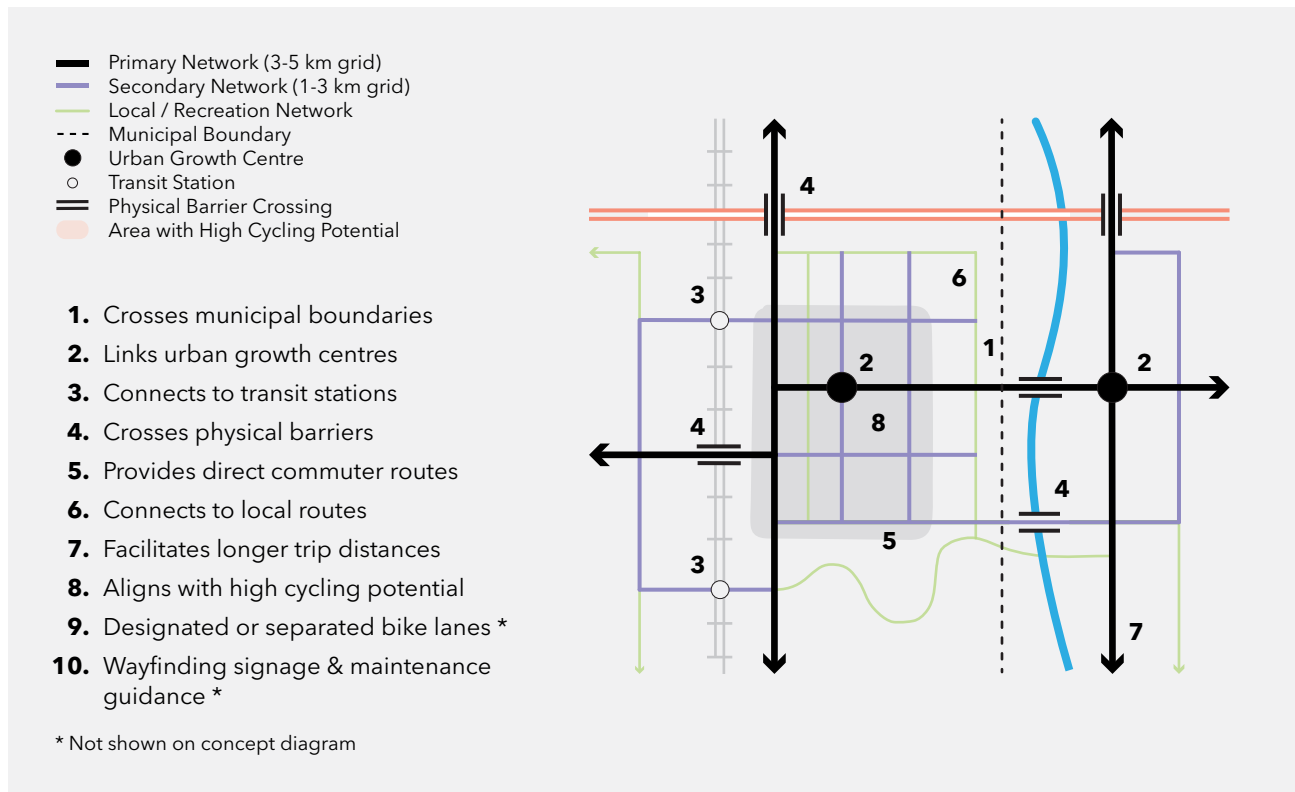 Primary Network (3-5 km grid)
Secondary Network (1-3 km grid)
Local / Recreation Network
Municipal Boundary
Urban Growth Centre
Transit Station
Physical Barrier Crossing
Area with High Cycling Potential
1. Crosses municipal boundaries
2. Links urban growth centres
3. Connects to transit stations
4. Crosses physical barriers
5. Provides direct commuter routes
6. Connects to local routes
7. Facilitates longer trip distances
8. Aligns with high cycling potential
9. Designated or separated bike lanes *
10. Wayfinding signage & maintenance
guidance *
* Not shown on concept diagram
4
6
3
1
2
2
8
4
4
5
3
7